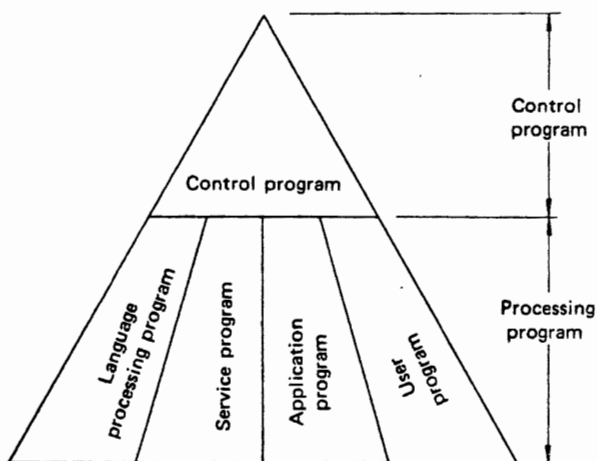 Control
program
Control program
Processing
program
Language
processing program
Service program
Application
program
User
program